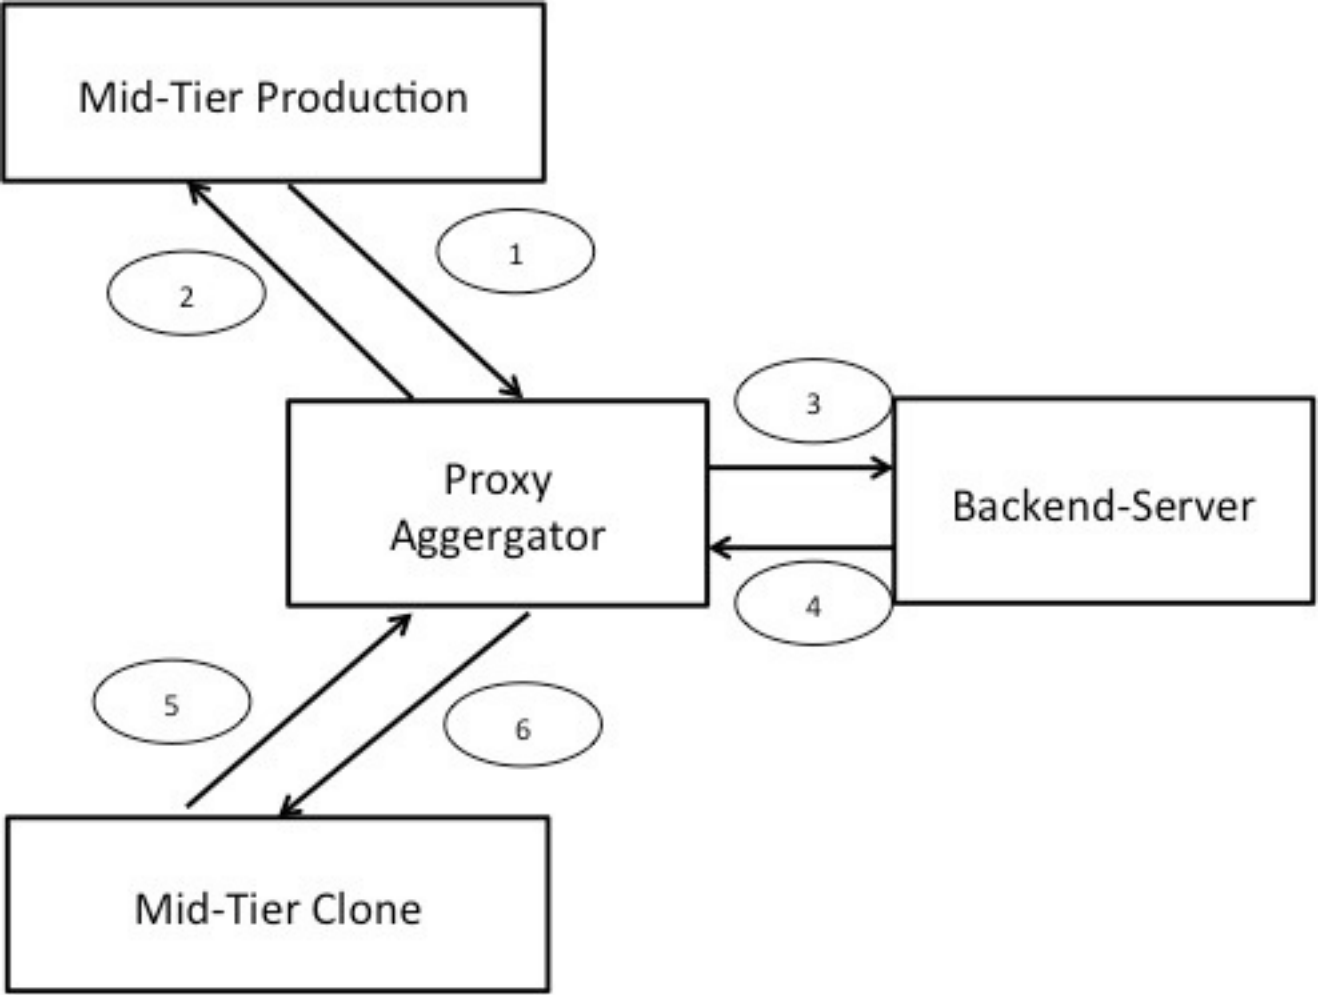 Mid-Tier Production
1
2
3
Proxy
Aggergator
Backend-Server
4
5
6
Mid-Tier Clone